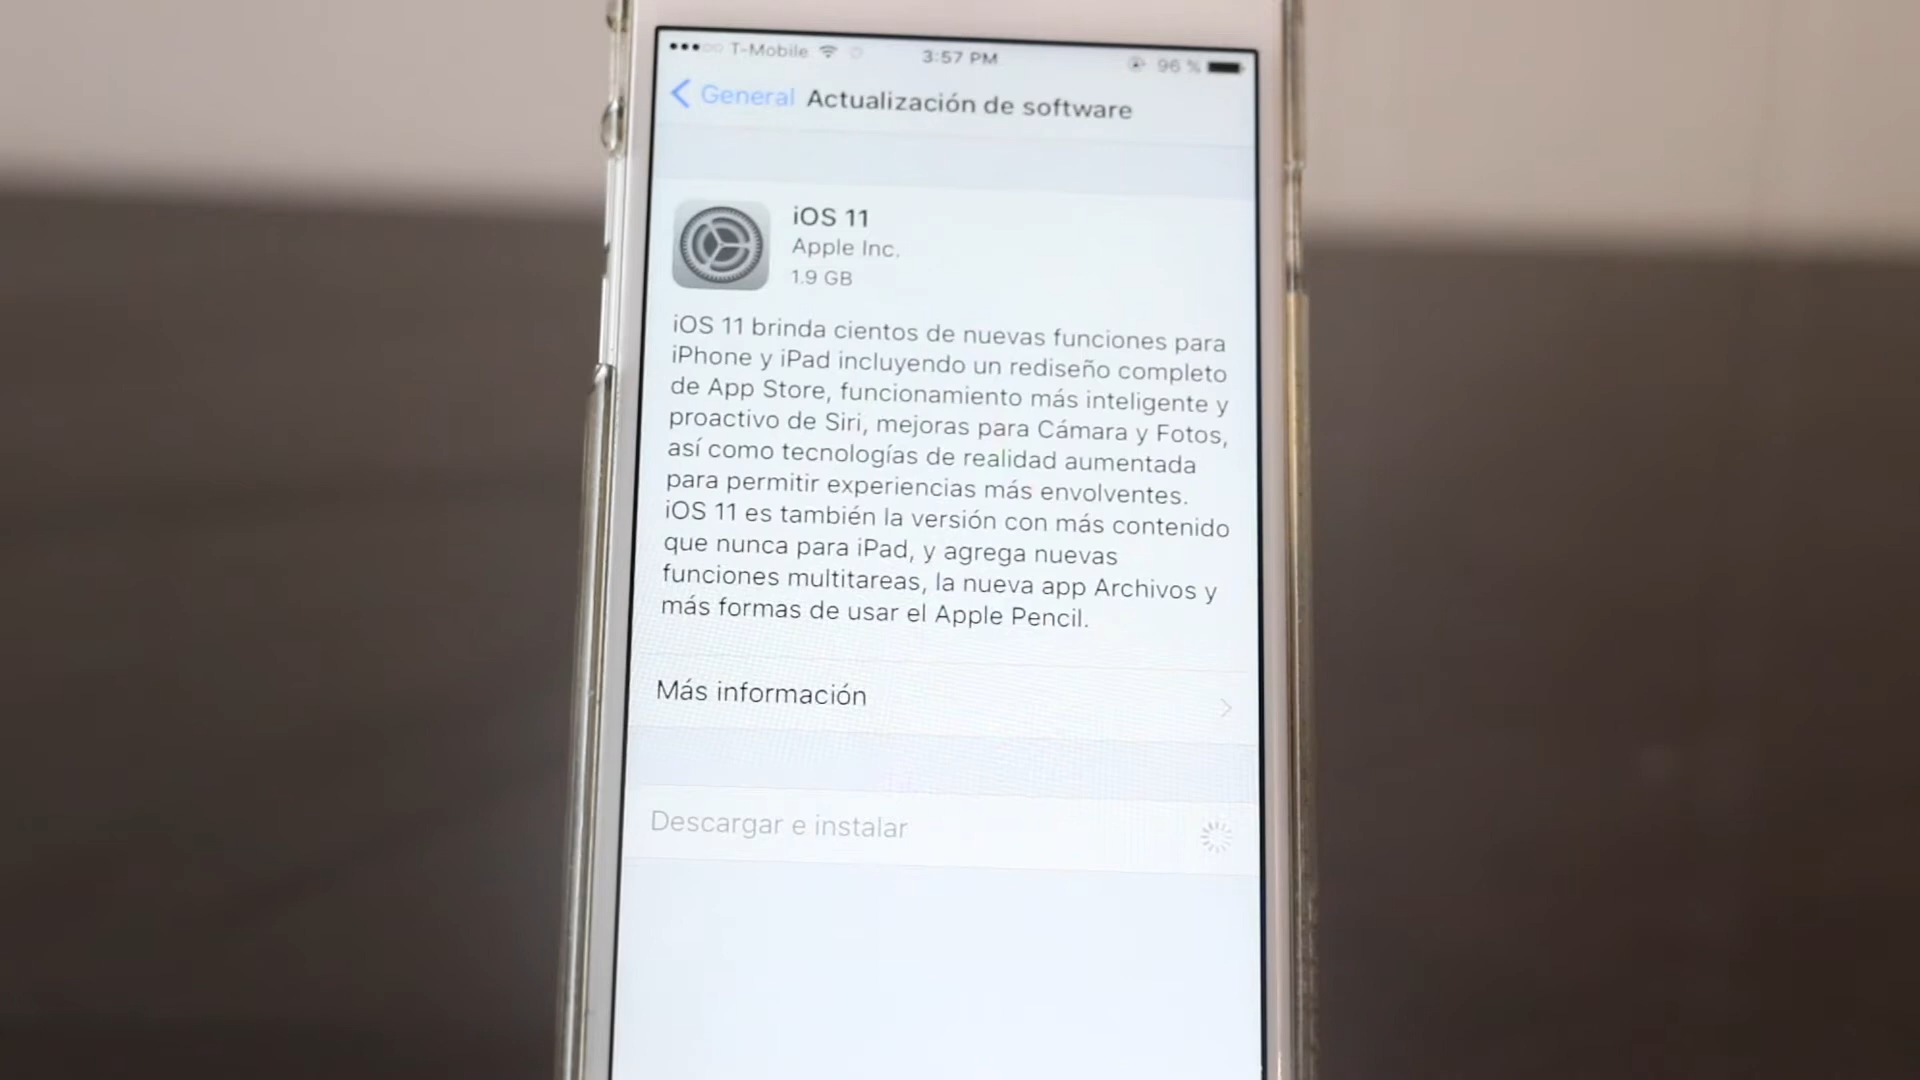 T-Mobile 3:57 PM 96 %
General Actualización de software
iOS 11
Apple Inc.
1.9 GB
iOS 11 brinda cientos de nuevas funciones para
iPhone y iPad incluyendo un rediseño completo
de App Store, funcionamiento más inteligente y
proactivo de Siri, mejoras para Cámara y Fotos,
así como tecnologías de realidad aumentada
para permitir experiencias más envolventes.
iOS 11 es también la versión con más contenido
que nunca para iPad, y agrega nuevas
funciones multitareas, la nueva app Archivos y
más formas de usar el Apple Pencil.
Más información
Descargar e instalar